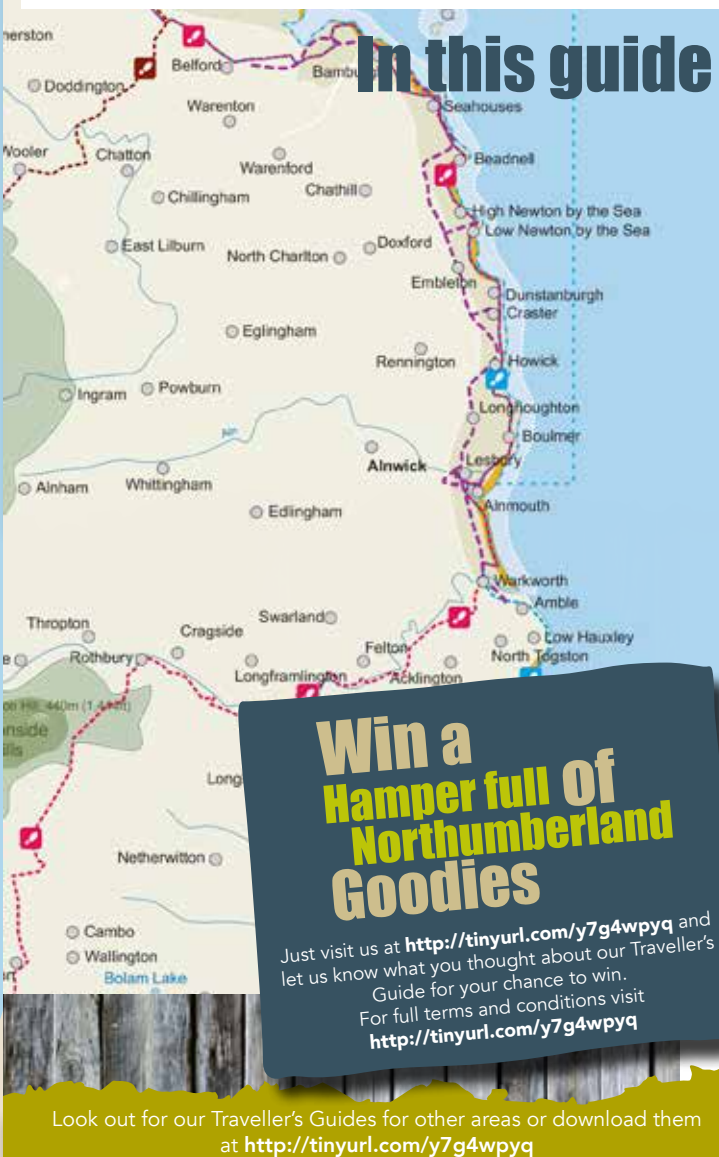 In this guide
Belford
Doddington
Seahouses
Warenton
Wooler
Chatton
Beadnell
Warenford
Chathill
Chillingham
High Newton by the Sea
Low Newton by the Sea
East Lilburn
North Charlton
Doxford
Embleton
Dunstanburgh
Craster
Eglingham
Rennington
Howick
Ingram
Powburn
Longhoughton
Boulmer
Aln
Alnwick
Lesbury
Alnham
Whittingham
Alnmouth
Edlingham
Warkworth
Amble
Swarland
Thropton
Cragside
Low Hauxley
Felton
North Togston
Rothbury
Longframlington
Acklington
Long
Netherwitton
Cambo
Wallington
Bolam Lake
Win a
Hamper full of
Northumberland
Goodies
Just visit us at http://tinyurl.com/y7g4wpyq and
let us know what you thought about our Traveller's
Guide for your chance to win.
For full terms and conditions visit
http://tinyurl.com/y7g4wpyq
Look out for our Traveller's Guides for other areas or download them
at http://tinyurl.com/y7g4wpyq